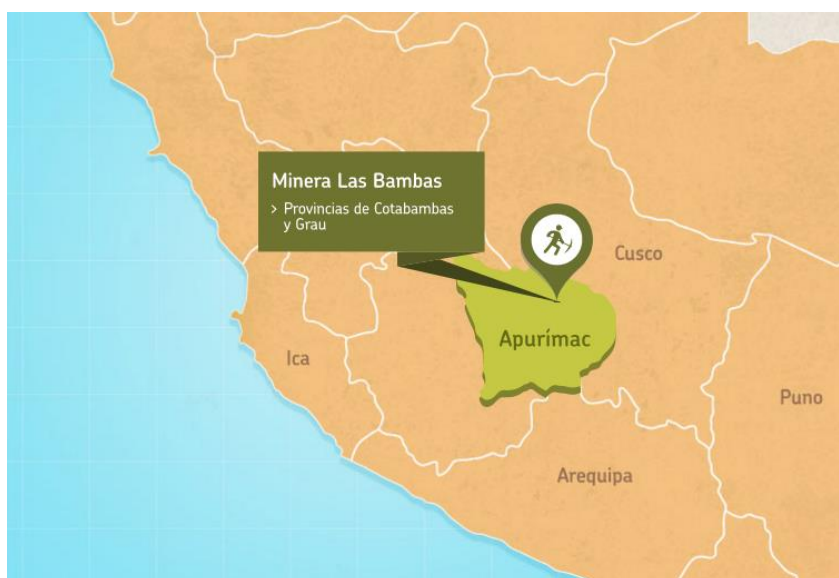 Minera Las Bambas
> Provincias de Cotabambas
y Grau
Cusco
Apurímac
Ica
Puno
Arequipa